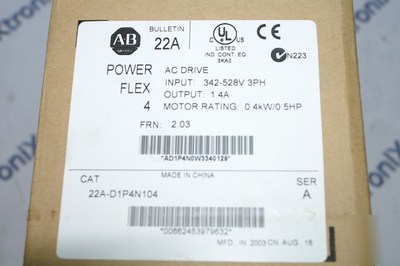 BULLETIN
22A
AB
UL
LISTED
IND. CONT. EQ.
3KA0
N223
POWER
FLEX
4
AC DRIVE
INPUT: 342-528V 3PH
OUTPUT: 1.4A
MOTOR RATING: 0.4kW/0.5HP
FRN: 2.03
*AD1P4N0W3340129*
MADE IN CHINA
CAT
22A-D1P4N104
SER
A
*00662453979632*
MFD. IN 2003 ON AUG 18